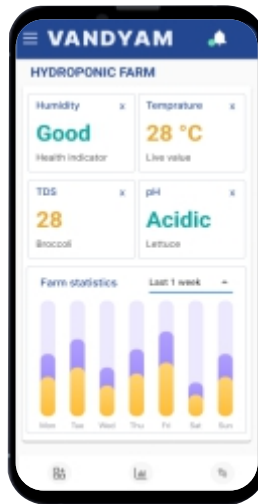 VANDYAM
HYDROPONIC FARM
Humidity x
Good
Health Indicator
Temprature x
28 °C
Live value
TDS x
28
Broccoli
pH x
Acidic
Lettuce
Farm statistics Last 1 week
Mon Tue Wed Thu Fri Sat Sun